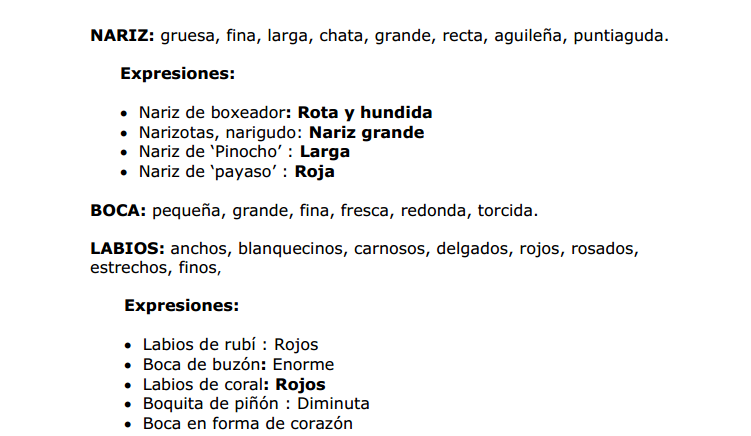 NARIZ: gruesa, fina, larga, chata, grande, recta, aguileña, puntiaguda.
Expresiones:
• Nariz de boxeador: Rota y hundida
• Narizotas, narigudo: Nariz grande
• Nariz de ‘Pinocho’ : Larga
• Nariz de ‘payaso’ : Roja
BOCA: pequeña, grande, fina, fresca, redonda, torcida.
LABIOS: anchos, blanquecinos, carnosos, delgados, rojos, rosados,
estrechos, finos,
Expresiones:
• Labios de rubí : Rojos
• Boca de buzón: Enorme
• Labios de coral: Rojos
• Boquita de piñón : Diminuta
• Boca en forma de corazón